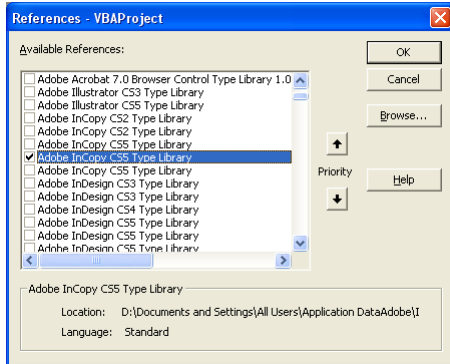 References - VBAProject
Available References:
OK
Adobe Acrobat 7.0 Browser Control Type Library 1.0
Cancel
Adobe Illustrator CS3 Type Library
Adobe Illustrator CS5 Type Library
Adobe InCopy CS2 Type Library
Browse...
Adobe InCopy CS2 Type Library
Adobe InCopy CS5 Type Library
Adobe InCopy CS5 Type Library
Adobe InCopy CS5 Type Library
Priority
Help
Adobe InDesign CS3 Type Library
Adobe InDesign CS3 Type Library
Adobe InDesign CS4 Type Library
Adobe InDesign CS5 Type Library
Adobe InDesign CS5 Type Library
Adobe InDesign CS5 Type Library
Adobe InCopy CS5 Type Library
Location: D:\Documents and Settings\All Users\Application DataAdobe\I
Language: Standard